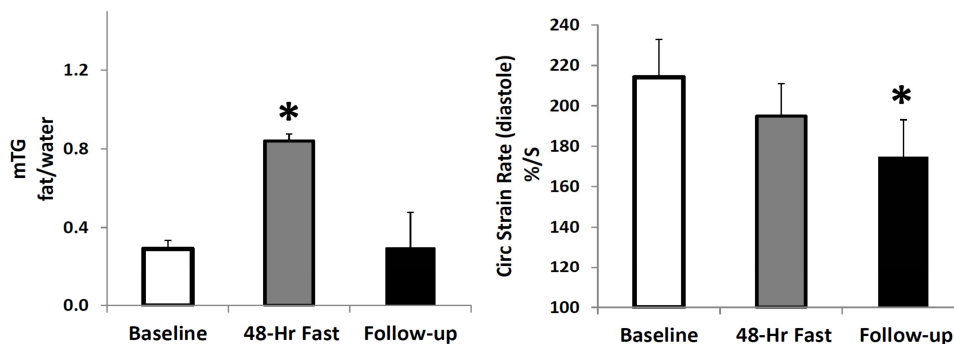 mTG
fat/water
1.2
0.8
0.4
0.0
*
Baseline
48-Hr Fast
Follow-up
Circ Strain Rate (diastole)
%/S
240
220
200
180
160
140
120
100
*
Baseline
48-Hr Fast
Follow-up